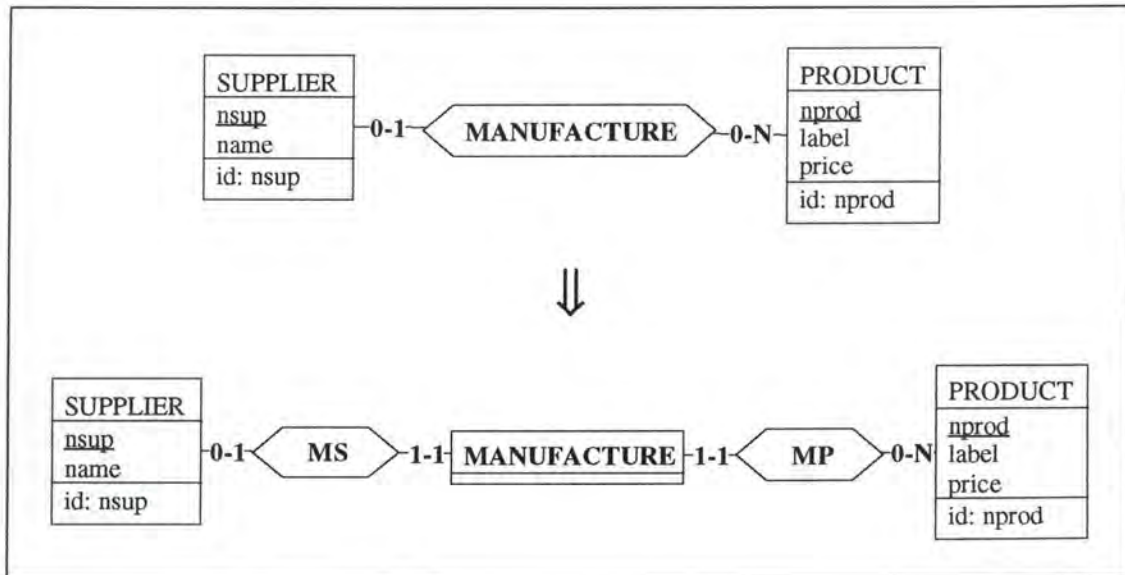 SUPPLIER
nsup
name
id: nsup
0-1
MANUFACTURE
0-N
PRODUCT
nprod
label
price
id: nprod
⇓
SUPPLIER
nsup
name
id: nsup
0-1
MS
1-1
MANUFACTURE
1-1
MP
0-N
PRODUCT
nprod
label
price
id: nprod